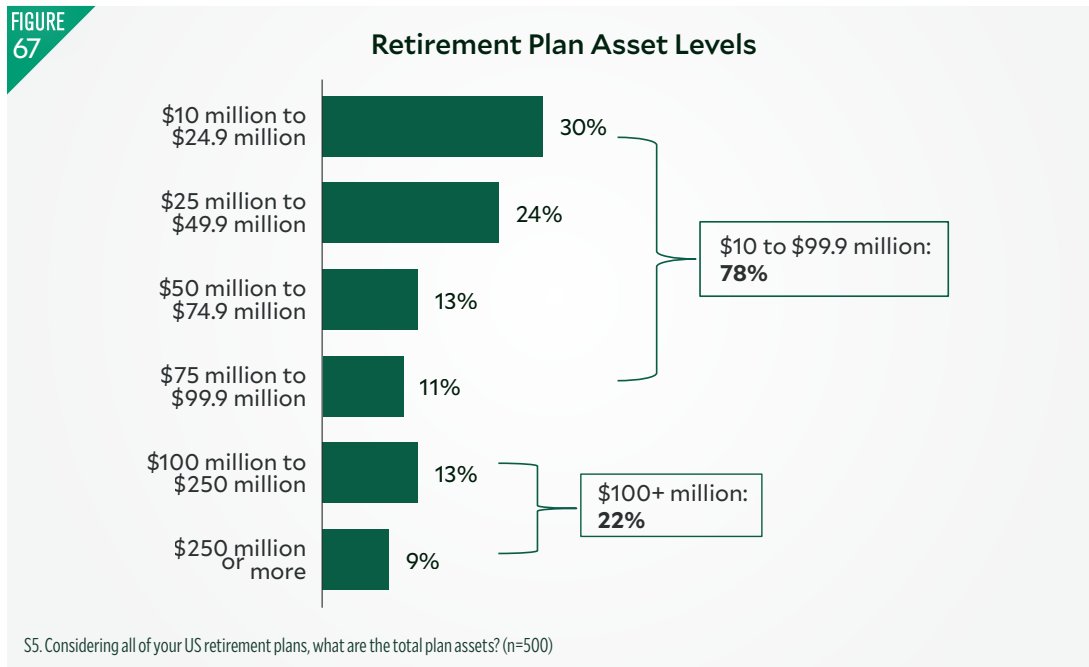 FIGURE
67
Retirement Plan Asset Levels
$10 million to
$24.9 million
30%
$25 million to
$49.9 million
24%
$50 million to
$74.9 million
13%
$75 million to
$99.9 million
11%
$10 to $99.9 million:
78%
$100 million to
$250 million
13%
$250 million
or more
9%
$100+ million:
22%
S5. Considering all of your US retirement plans, what are the total plan assets? (n=500)